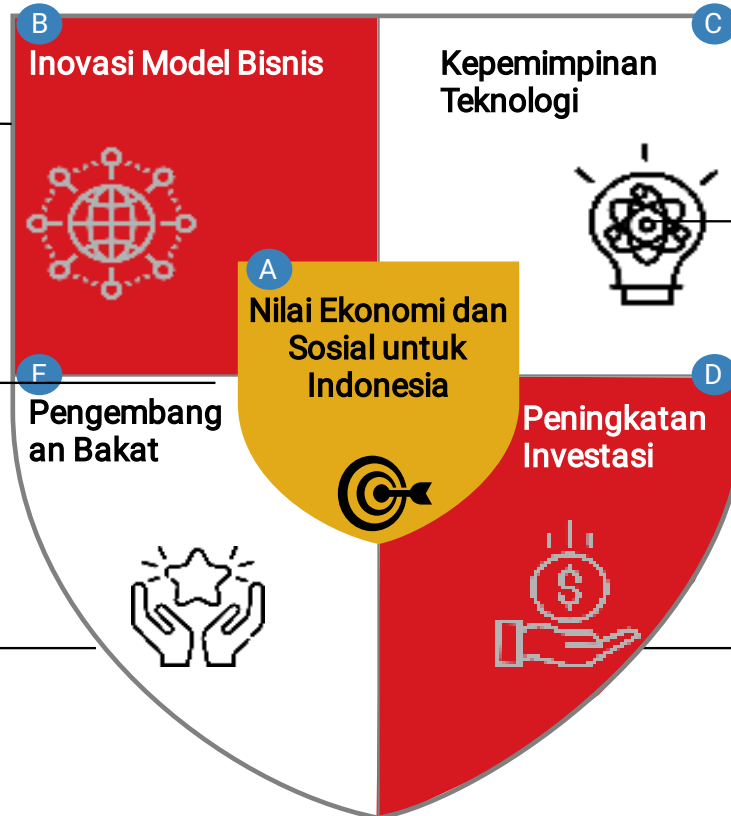 B
Inovasi Model Bisnis
C
Kepemimpinan
Teknologi
A
Nilai Ekonomi dan
Sosial untuk
Indonesia
E
Pengembang
an Bakat
D
Peningkatan
Investasi
$